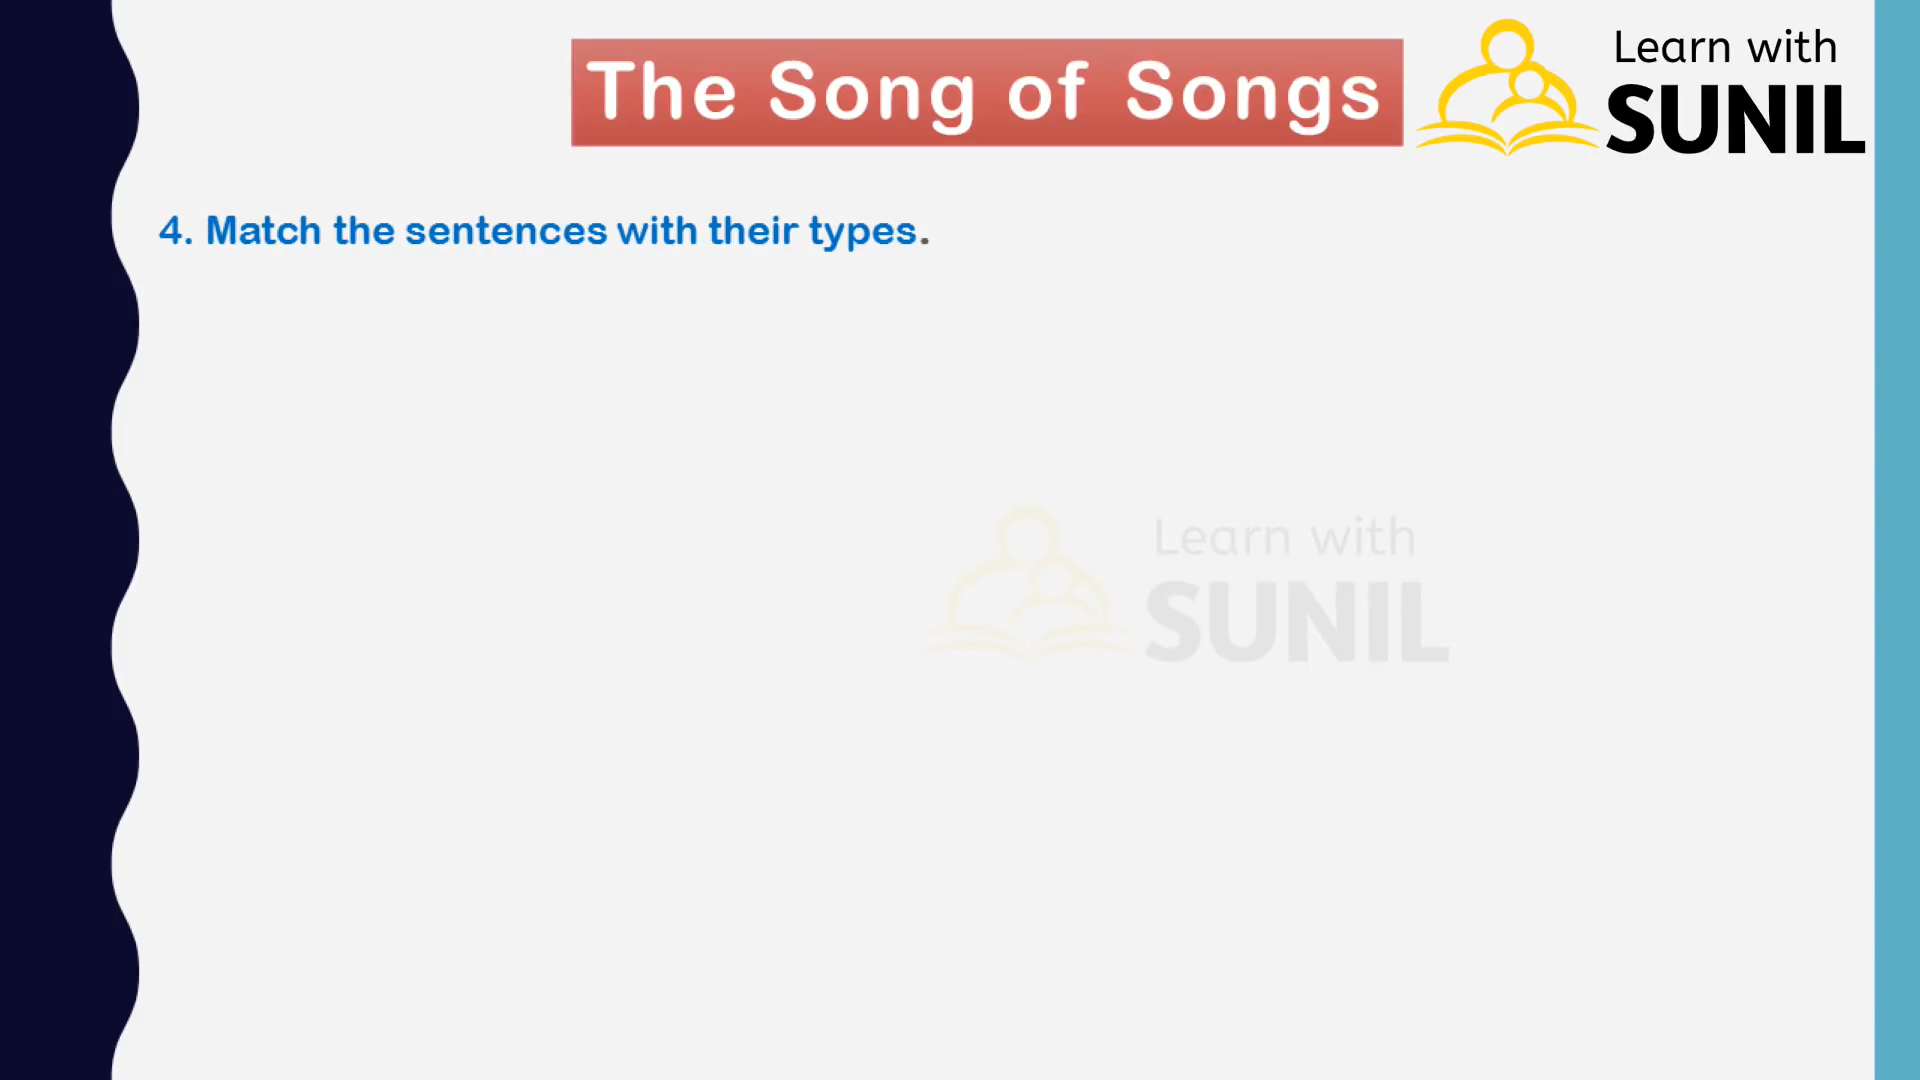 The Song of Songs
Learn with
SUNIL
4. Match the sentences with their types.
Learn with
SUNIL